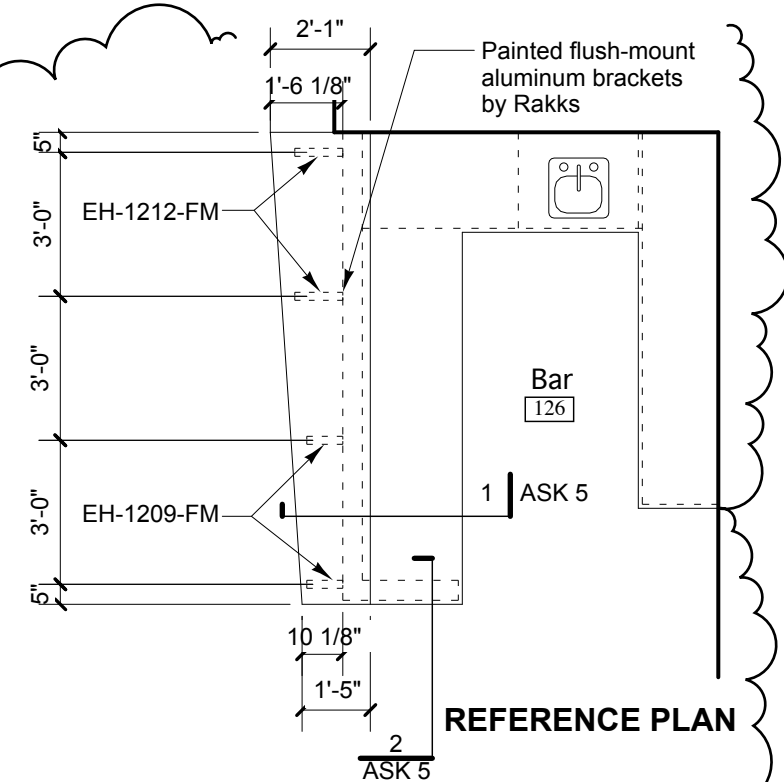 2'-1"
Painted flush-mount
aluminum brackets
by Rakks
1'-6 1/8"
5"
EH-1212-FM
3'-0"
3'-0"
Bar
126
1 ASK 5
EH-1209-FM
3'-0"
5"
10 1/8"
1'-5"
REFERENCE PLAN
2
ASK 5